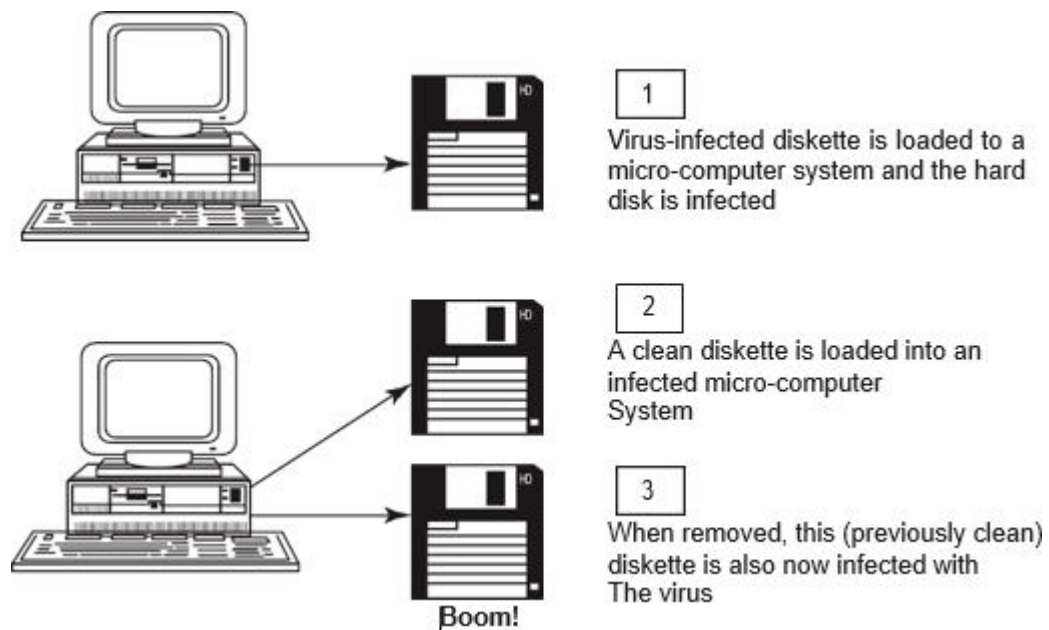 HD
1
Virus-infected diskette is loaded to a
micro-computer system and the hard
disk is infected
HD
2
A clean diskette is loaded into an
infected micro-computer
System
HD
3
When removed, this (previously clean)
diskette is also now infected with
The virus
Boom!